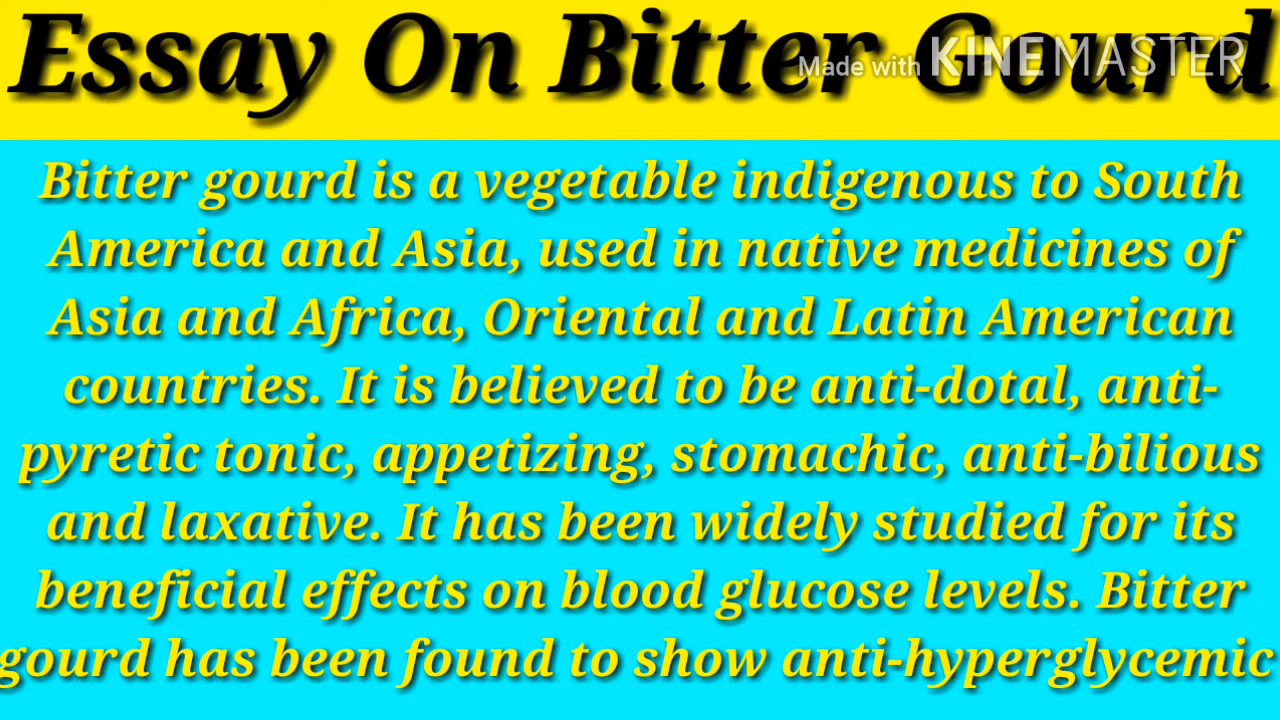 Essay On Bitter Gourd
Made with KINEMASTER
Bitter gourd is a vegetable indigenous to South
America and Asia, used in native medicines of
Asia and Africa, Oriental and Latin American
countries. It is believed to be anti-dotal, anti-
pyretic tonic, appetizing, stomachic, anti-bilious
and laxative. It has been widely studied for its
beneficial effects on blood glucose levels. Bitter
gourd has been found to show anti-hyperglycemic